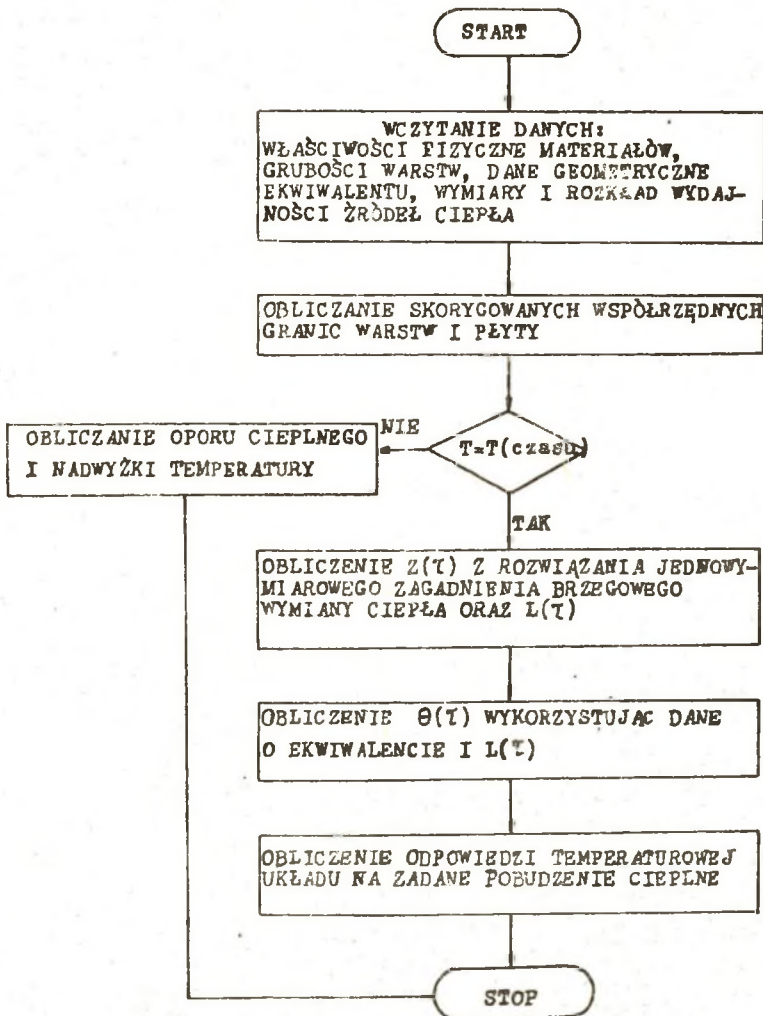 START
WCZYTANIE DANYCH:
WŁAŚCIWOŚCI FIZYCZNE MATERIAŁÓW,
GRUBOŚCI WARSTW, DANE GEOMETRYCZNE
EKWIWALENTU, WYMIARY I ROZKŁAD WYDAJ-
NOŚCI ŹRÓDEŁ CIEPŁA
OBLICZANIE SKORYGOWANYCH WSPÓŁRZĘDNYCH
GRANIC WARSTW I PŁYTY
T=T(czasu)
NIE
OBLICZANIE OPORU CIEPLNEGO
I NADWYŻKI TEMPERATURY
TAK
OBLICZENIE Z(τ) Z ROZWIĄZANIA JEDNOWY-
MIAROWEGO ZAGADNIENIA BRZEGOWEGO
WYMIANY CIEPŁA ORAZ L(τ)
OBLICZENIE θ(τ) WYKORZYSTUJĄC DANE
O EKWIWALENCIE I L(τ)
OBLICZENIE ODPOWIEDZI TEMPERATUROWEJ
UKŁADU NA ZADANE POBUDZENIE CIEPLNE
STOP